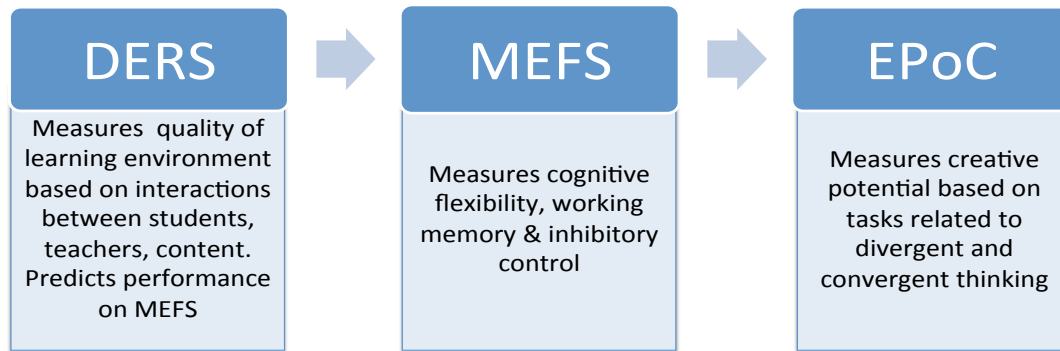 DERS
Measures quality of
learning environment
based on interactions
between students,
teachers, content.
Predicts performance
on MEFS
MEFS
Measures cognitive
flexibility, working
memory & inhibitory
control
EPoC
Measures creative
potential based on
tasks related to
divergent and
convergent thinking